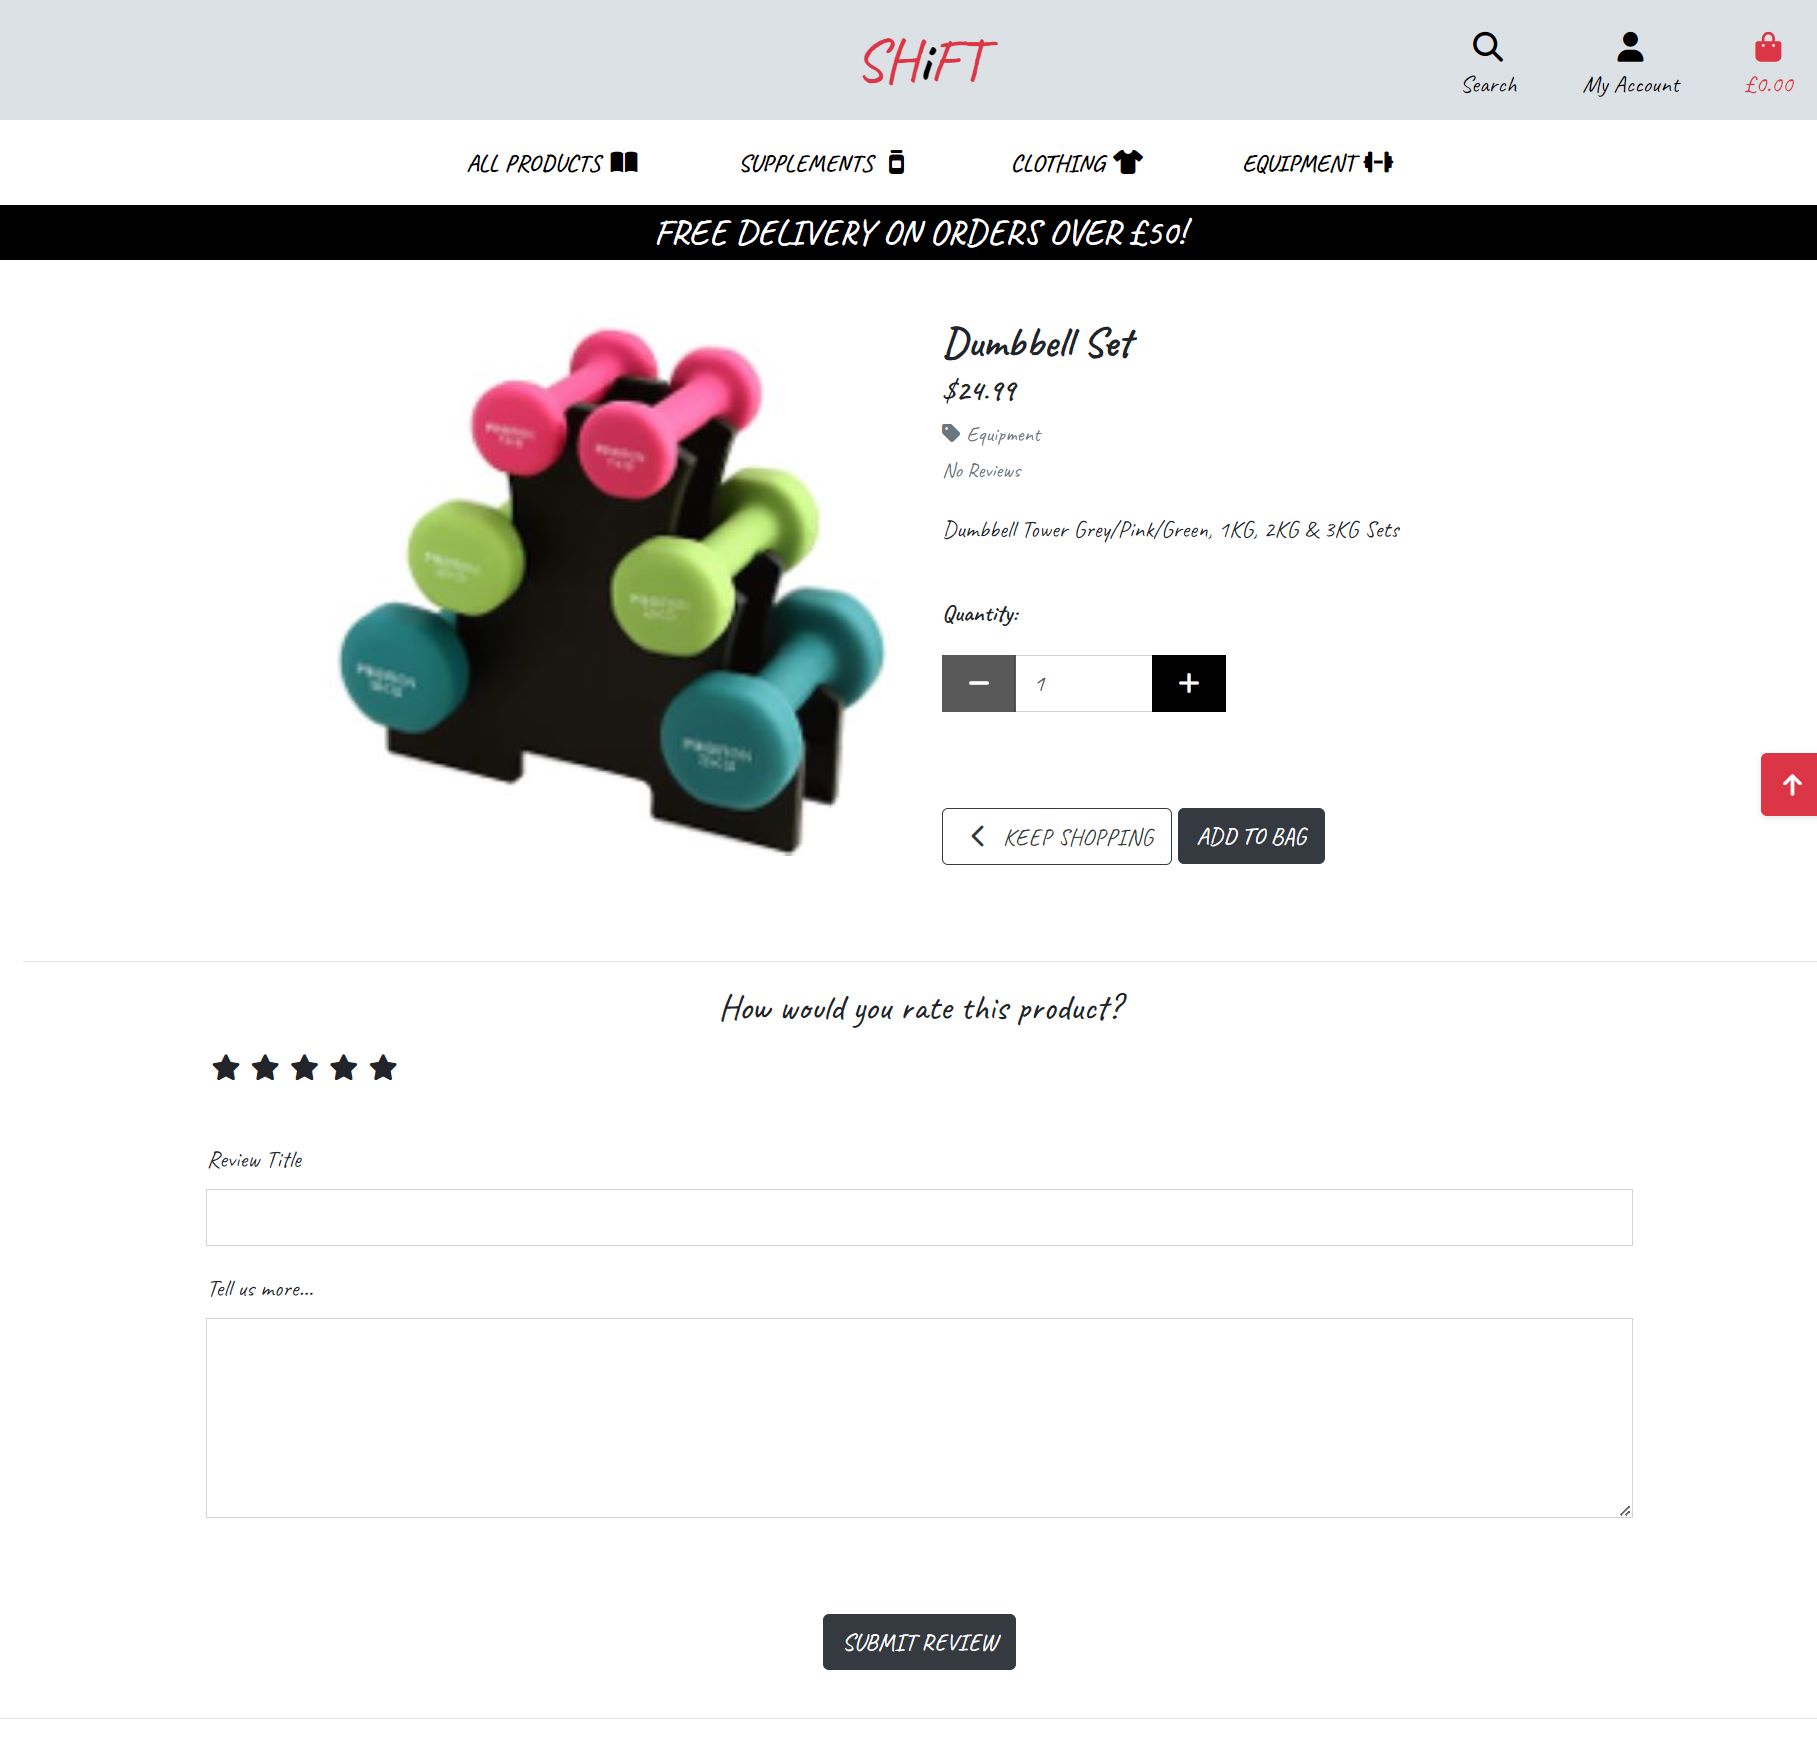 SHiFT
Search
My Account
£0.00
ALL PRODUCTS
SUPPLEMENTS
CLOTHING
EQUIPMENT
FREE DELIVERY ON ORDERS OVER £50!
Dumbbell Set
$24.99
Equipment
No Reviews
Dumbbell Tower Grey/Pink/Green, 1KG, 2KG & 3KG Sets
Quantity:
1
KEEP SHOPPING
ADD TO BAG
How would you rate this product?
Review Title
Tell us more...
SUBMIT REVIEW